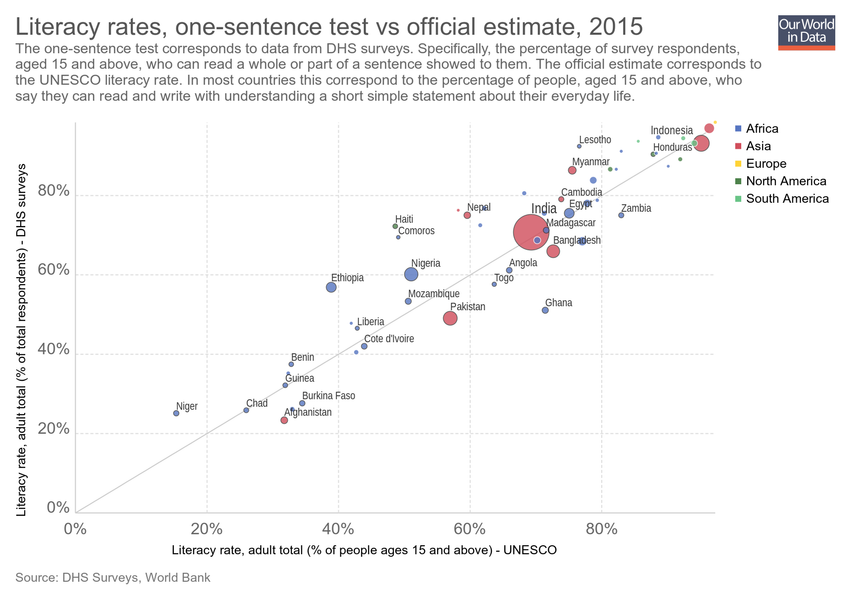 Literacy rates, one-sentence test vs official estimate, 2015
Our World
in Data
The one-sentence test corresponds to data from DHS surveys. Specifically, the percentage of survey respondents,
aged 15 and above, who can read a whole or part of a sentence showed to them. The official estimate corresponds to
the UNESCO literacy rate. In most countries this correspond to the percentage of people, aged 15 and above, who
say they can read and write with understanding a short simple statement about their everyday life.
Literacy rate, adult total (% of total respondents) - DHS surveys
80%
60%
40%
20%
0%
Lesotho
Indonesia
Honduras
Myanmar
Cambodia
Nepal
India
Egypt
Zambia
Haiti
Comoros
Madagascar
Bangladesh
Ethiopia
Nigeria
Angola
Togo
Mozambique
Pakistan
Ghana
Liberia
Cote d'Ivoire
Benin
Guinea
Niger
Chad
Burkina Faso
Afghanistan
Africa
Asia
Europe
North America
South America
0%
20%
40%
60%
80%
Literacy rate, adult total (% of people ages 15 and above) - UNESCO
Source: DHS Surveys, World Bank